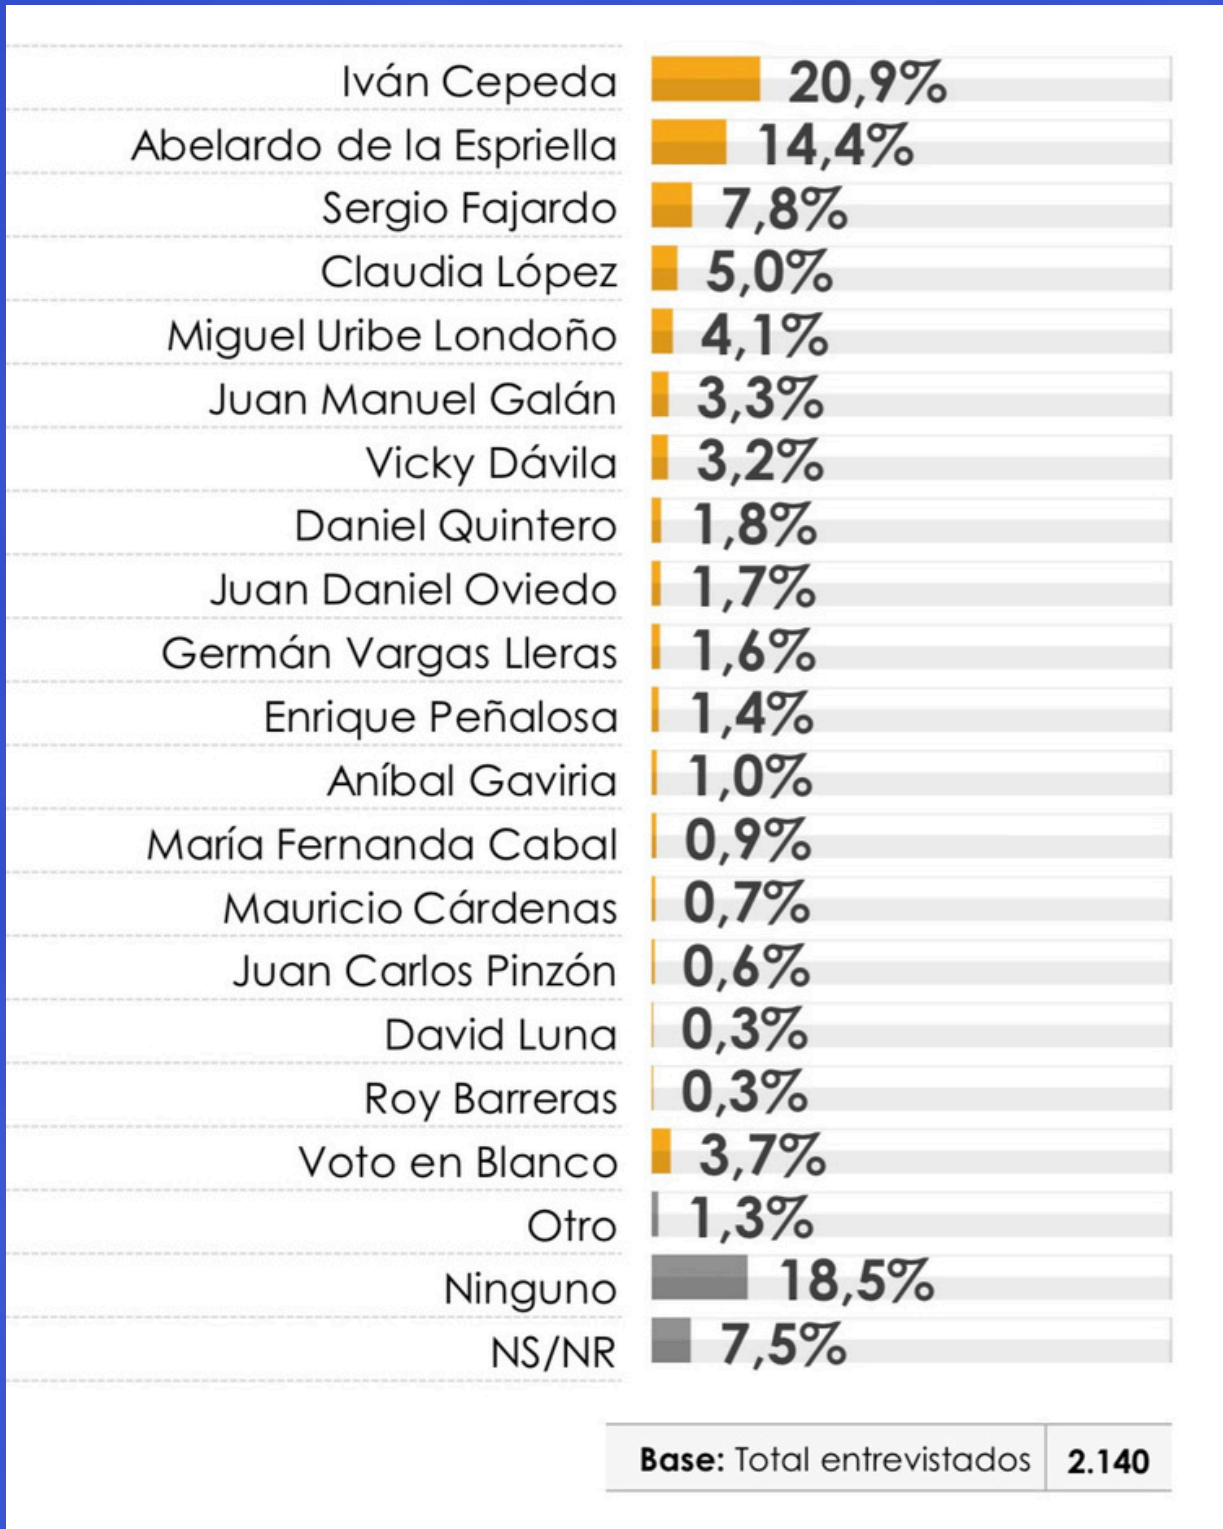 Iván Cepeda 20,9%
Abelardo de la Espriella 14,4%
Sergio Fajardo 7,8%
Claudia López 5,0%
Miguel Uribe Londoño 4,1%
Juan Manuel Galán 3,3%
Vicky Dávila 3,2%
Daniel Quintero 1,8%
Juan Daniel Oviedo 1,7%
Germán Vargas Lleras 1,6%
Enrique Peñalosa 1,4%
Aníbal Gaviria 1,0%
María Fernanda Cabal 0,9%
Mauricio Cárdenas 0,7%
Juan Carlos Pinzón 0,6%
David Luna 0,3%
Roy Barreras 0,3%
Voto en Blanco 3,7%
Otro 1,3%
Ninguno 18,5%
NS/NR 7,5%
Base: Total entrevistados 2.140